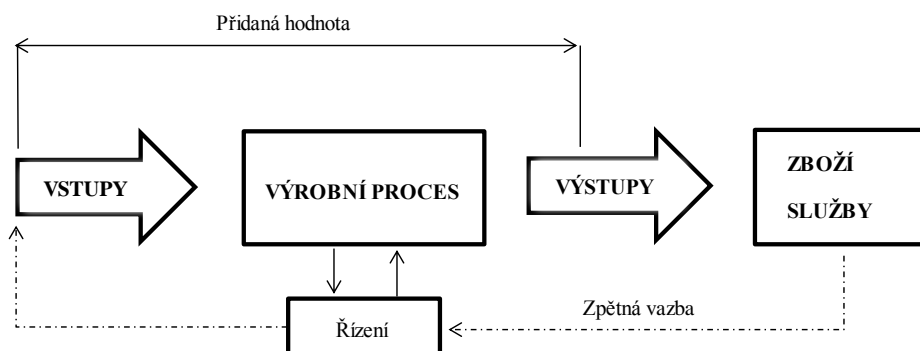 Přidaná hodnota
VSTUPY
VÝROBNÍ PROCES
VÝSTUPY
ZBOŽÍ
SLUŽBY
Zpětná vazba
Řízení